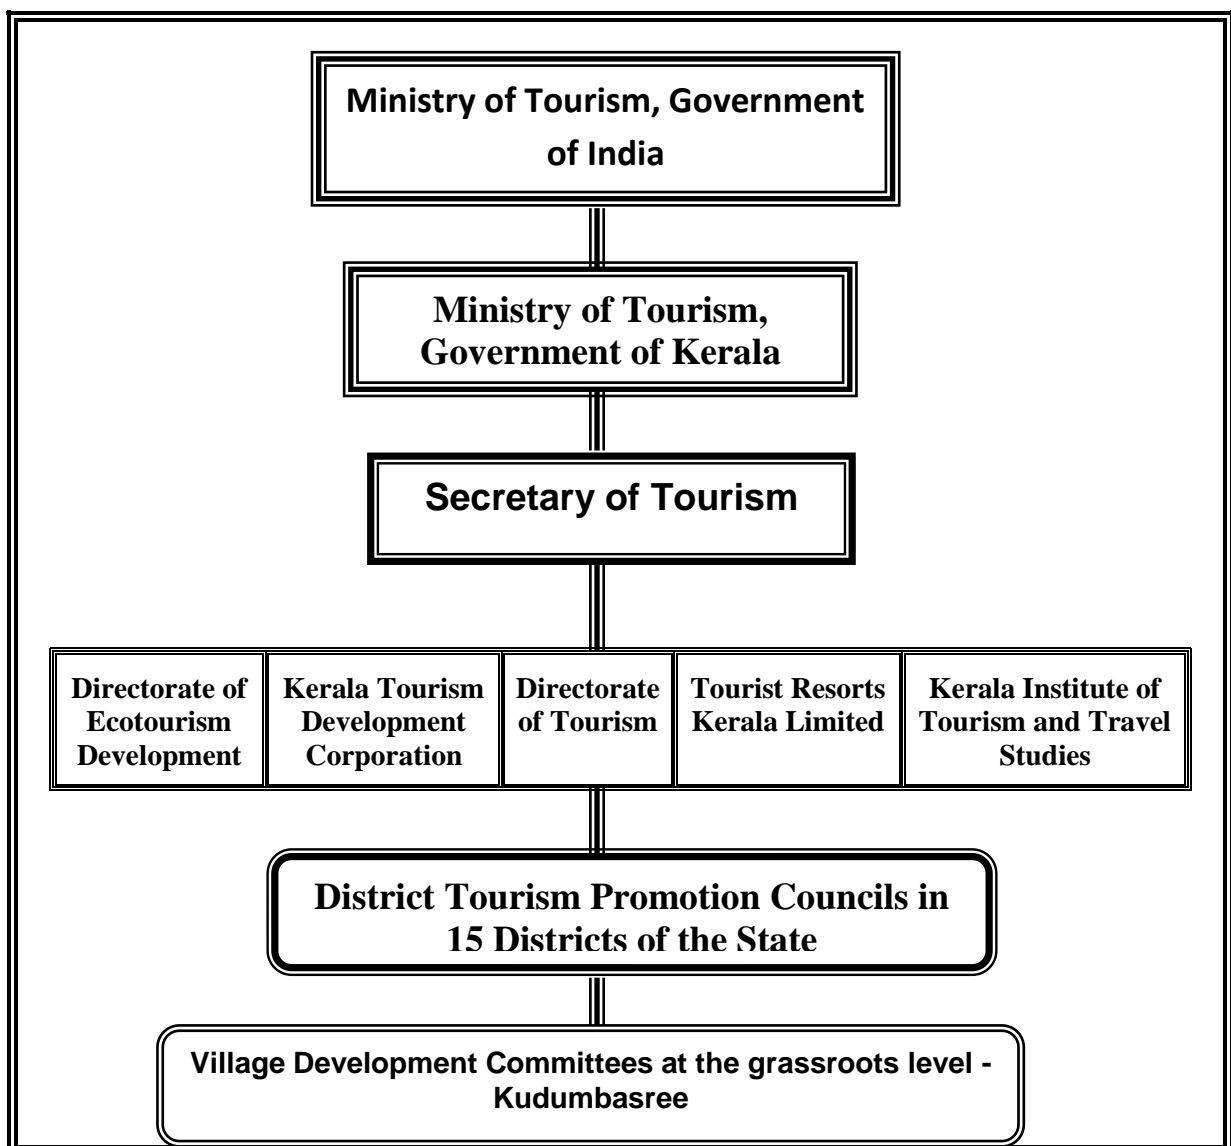 Ministry of Tourism, Government
of India
Ministry of Tourism,
Government of Kerala
Secretary of Tourism
Directorate of
Ecotourism
Development
Kerala Tourism
Development
Corporation
Directorate
of Tourism
Tourist Resorts
Kerala Limited
Kerala Institute of
Tourism and Travel
Studies
District Tourism Promotion Councils in
15 Districts of the State
Village Development Committees at the grassroots level -
Kudumbasree